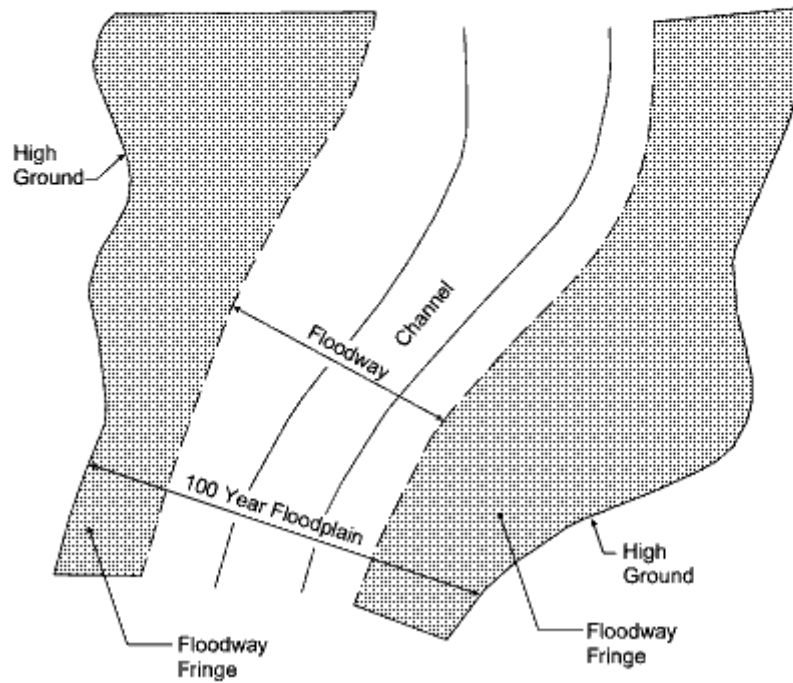 High
Ground
Channel
Floodway
100 Year Floodplain
High
Ground
Floodway
Fringe
Floodway
Fringe